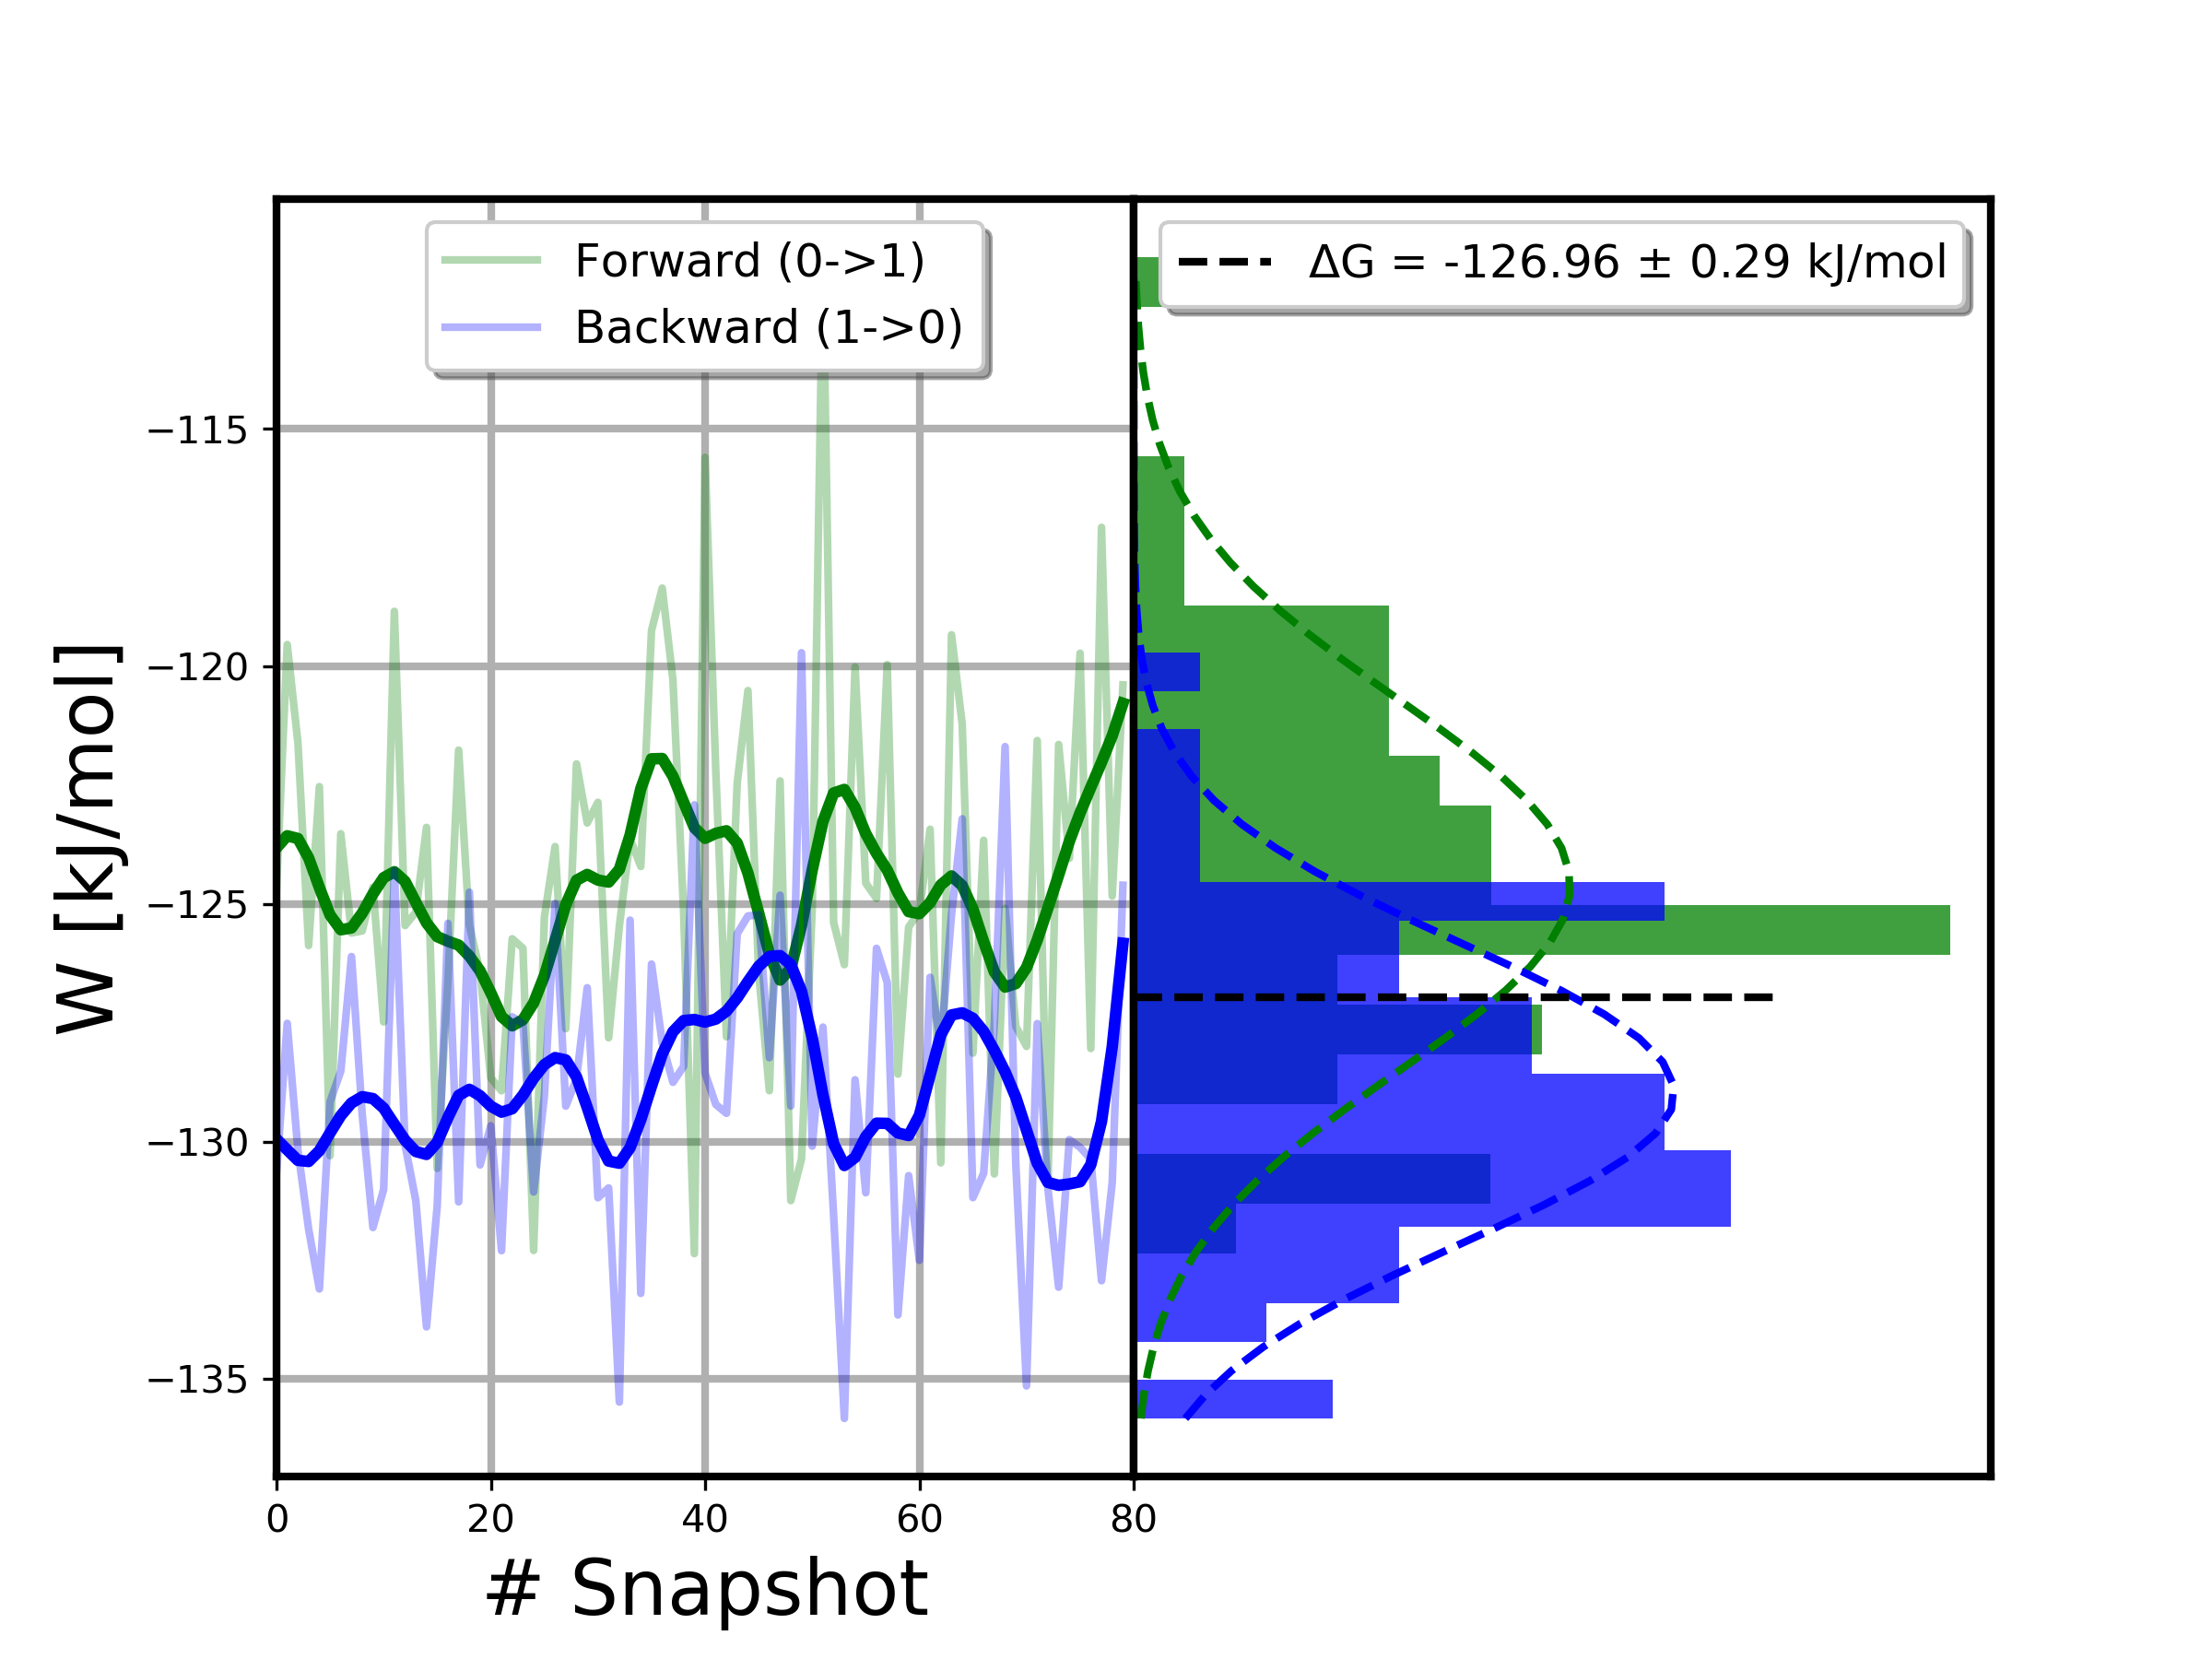 Forward (0->1)
Backward (1->0)
ΔG = -126.96 ± 0.29 kJ/mol
W [kJ/mol]
−115
−120
−125
−130
−135
0 20 40 60 80
# Snapshot